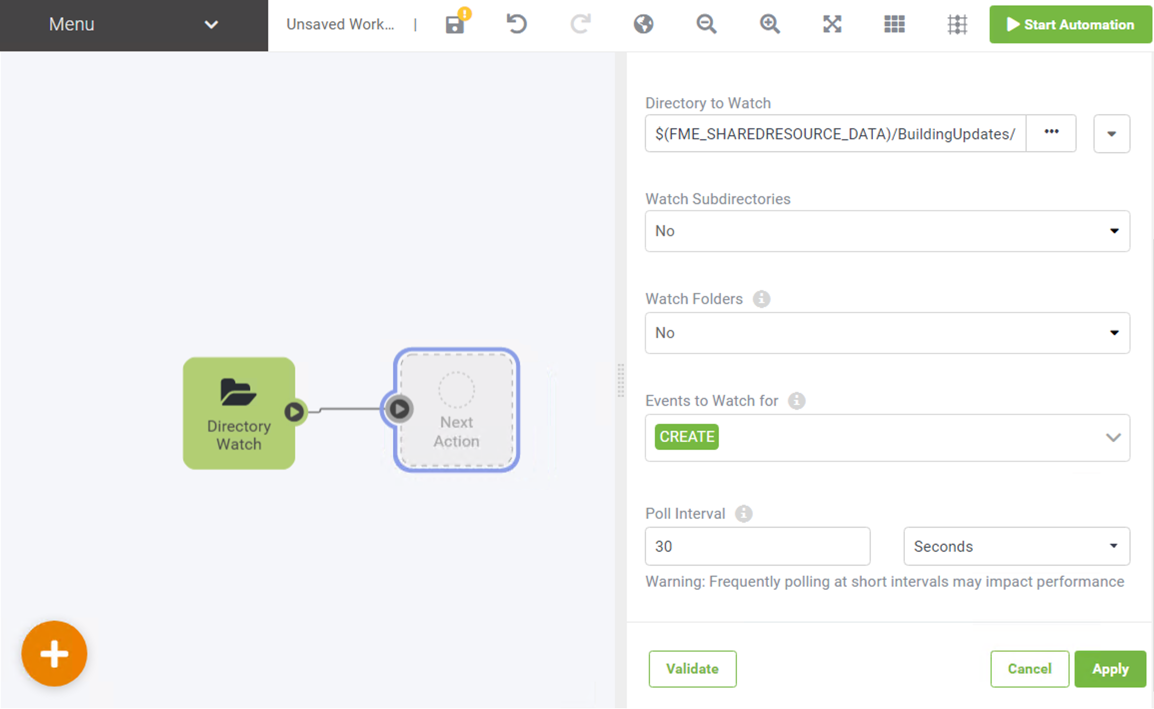 Menu
Unsaved Work...
|
!
Start Automation
Directory to Watch
$(FME_SHAREDRESOURCE_DATA)/BuildingUpdates/
•••
Watch Subdirectories
No
Watch Folders
No
Events to Watch for
CREATE
Poll Interval
30
Seconds
Warning: Frequently polling at short intervals may impact performance
Validate
Cancel
Apply
Directory
Watch
Next
Action